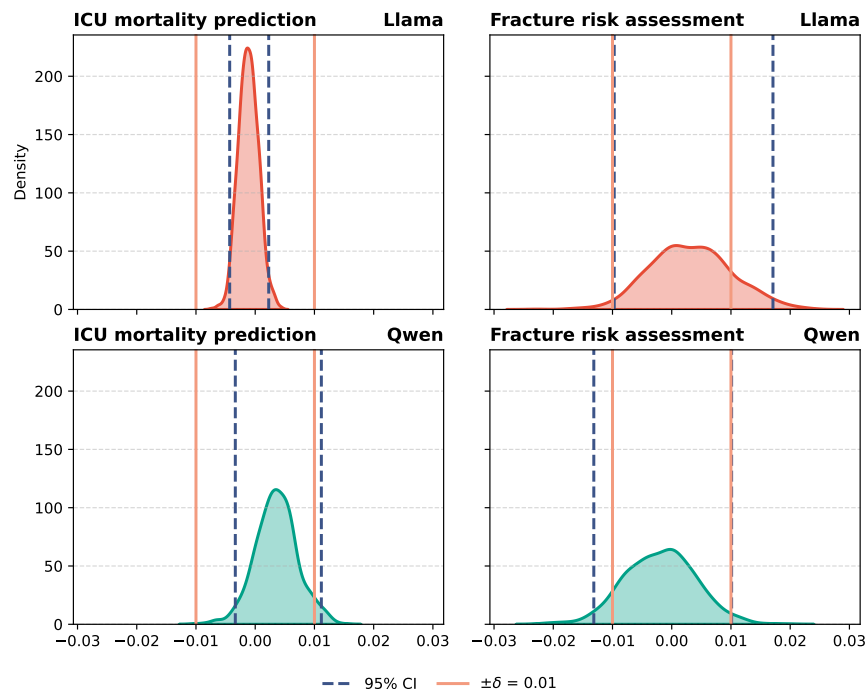 ICU mortality prediction Llama
Fracture risk assessment Llama
200
150
100
50
0
Density
ICU mortality prediction Qwen
Fracture risk assessment Qwen
200
150
100
50
0
−0.03 −0.02 −0.01 0.00 0.01 0.02 0.03
−0.03 −0.02 −0.01 0.00 0.01 0.02 0.03
95% CI ±δ = 0.01